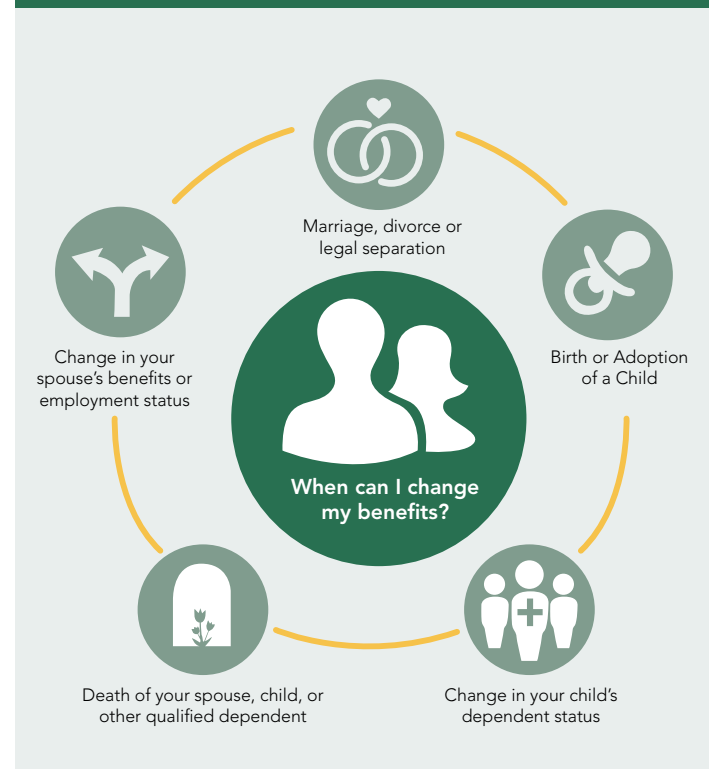 Marriage, divorce or
legal separation
Birth or Adoption
of a Child
Change in your child's
dependent status
Death of your spouse, child, or
other qualified dependent
Change in your
spouse's benefits or
employment status
When can I change
my benefits?